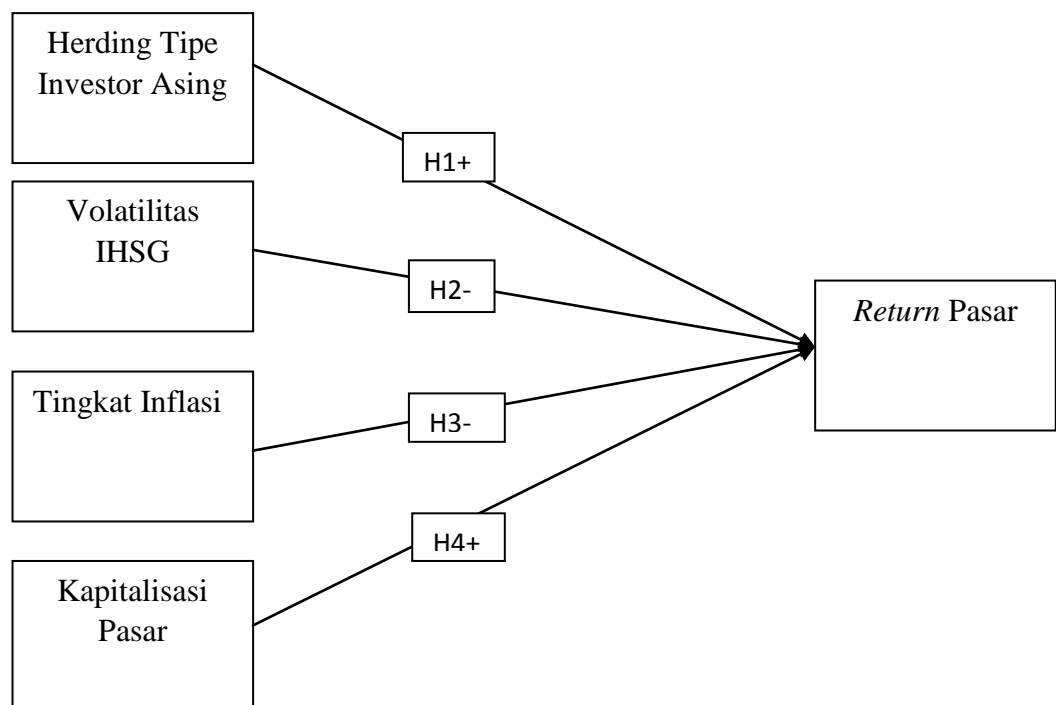 Herding Tipe
Investor Asing
H1+
Volatilitas
IHSG
H2-
Return Pasar
Tingkat Inflasi
H3-
H4+
Kapitalisasi
Pasar